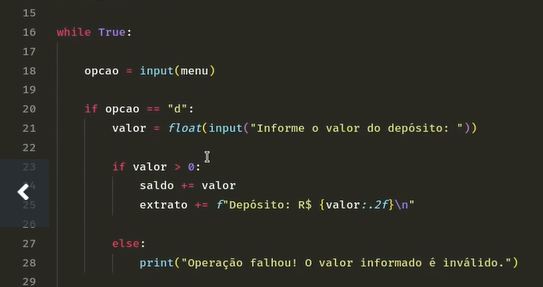 15
16 while True:
17
18 opcao = input(menu)
19
20 if opcao == "d":
21 valor = float(input("Informe o valor do depósito: "))
22
23 if valor > 0:
24 saldo += valor
25 extrato += f"Depósito: R$ {valor:.2f}\n"
26
27 else:
28 print("Operação falhou! O valor informado é inválido.")
29